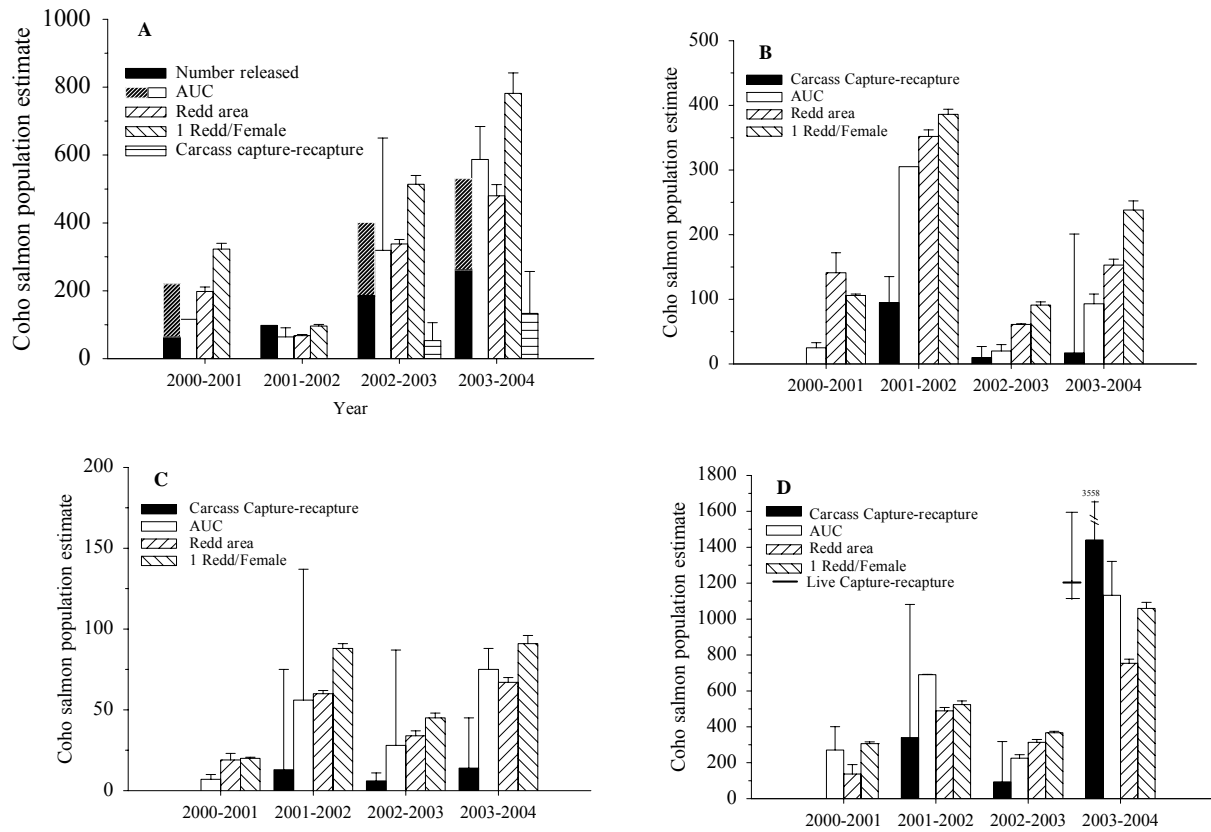 A
Coho salmon population estimate
1000
800
600
400
200
0
Number released
AUC
Redd area
1 Redd/Female
Carcass capture-recapture
2000-2001 2001-2002 2002-2003 2003-2004
Year
B
Coho salmon population estimate
500
400
300
200
100
0
Carcass Capture-recapture
AUC
Redd area
1 Redd/Female
2000-2001 2001-2002 2002-2003 2003-2004
C
Coho salmon population estimate
200
150
100
50
0
Carcass Capture-recapture
AUC
Redd area
1 Redd/Female
2000-2001 2001-2002 2002-2003 2003-2004
D
Coho salmon population estimate
1800
1600
1400
1200
1000
800
600
400
200
0
Carcass Capture-recapture
AUC
Redd area
1 Redd/Female
Live Capture-recapture
3558
2000-2001 2001-2002 2002-2003 2003-2004